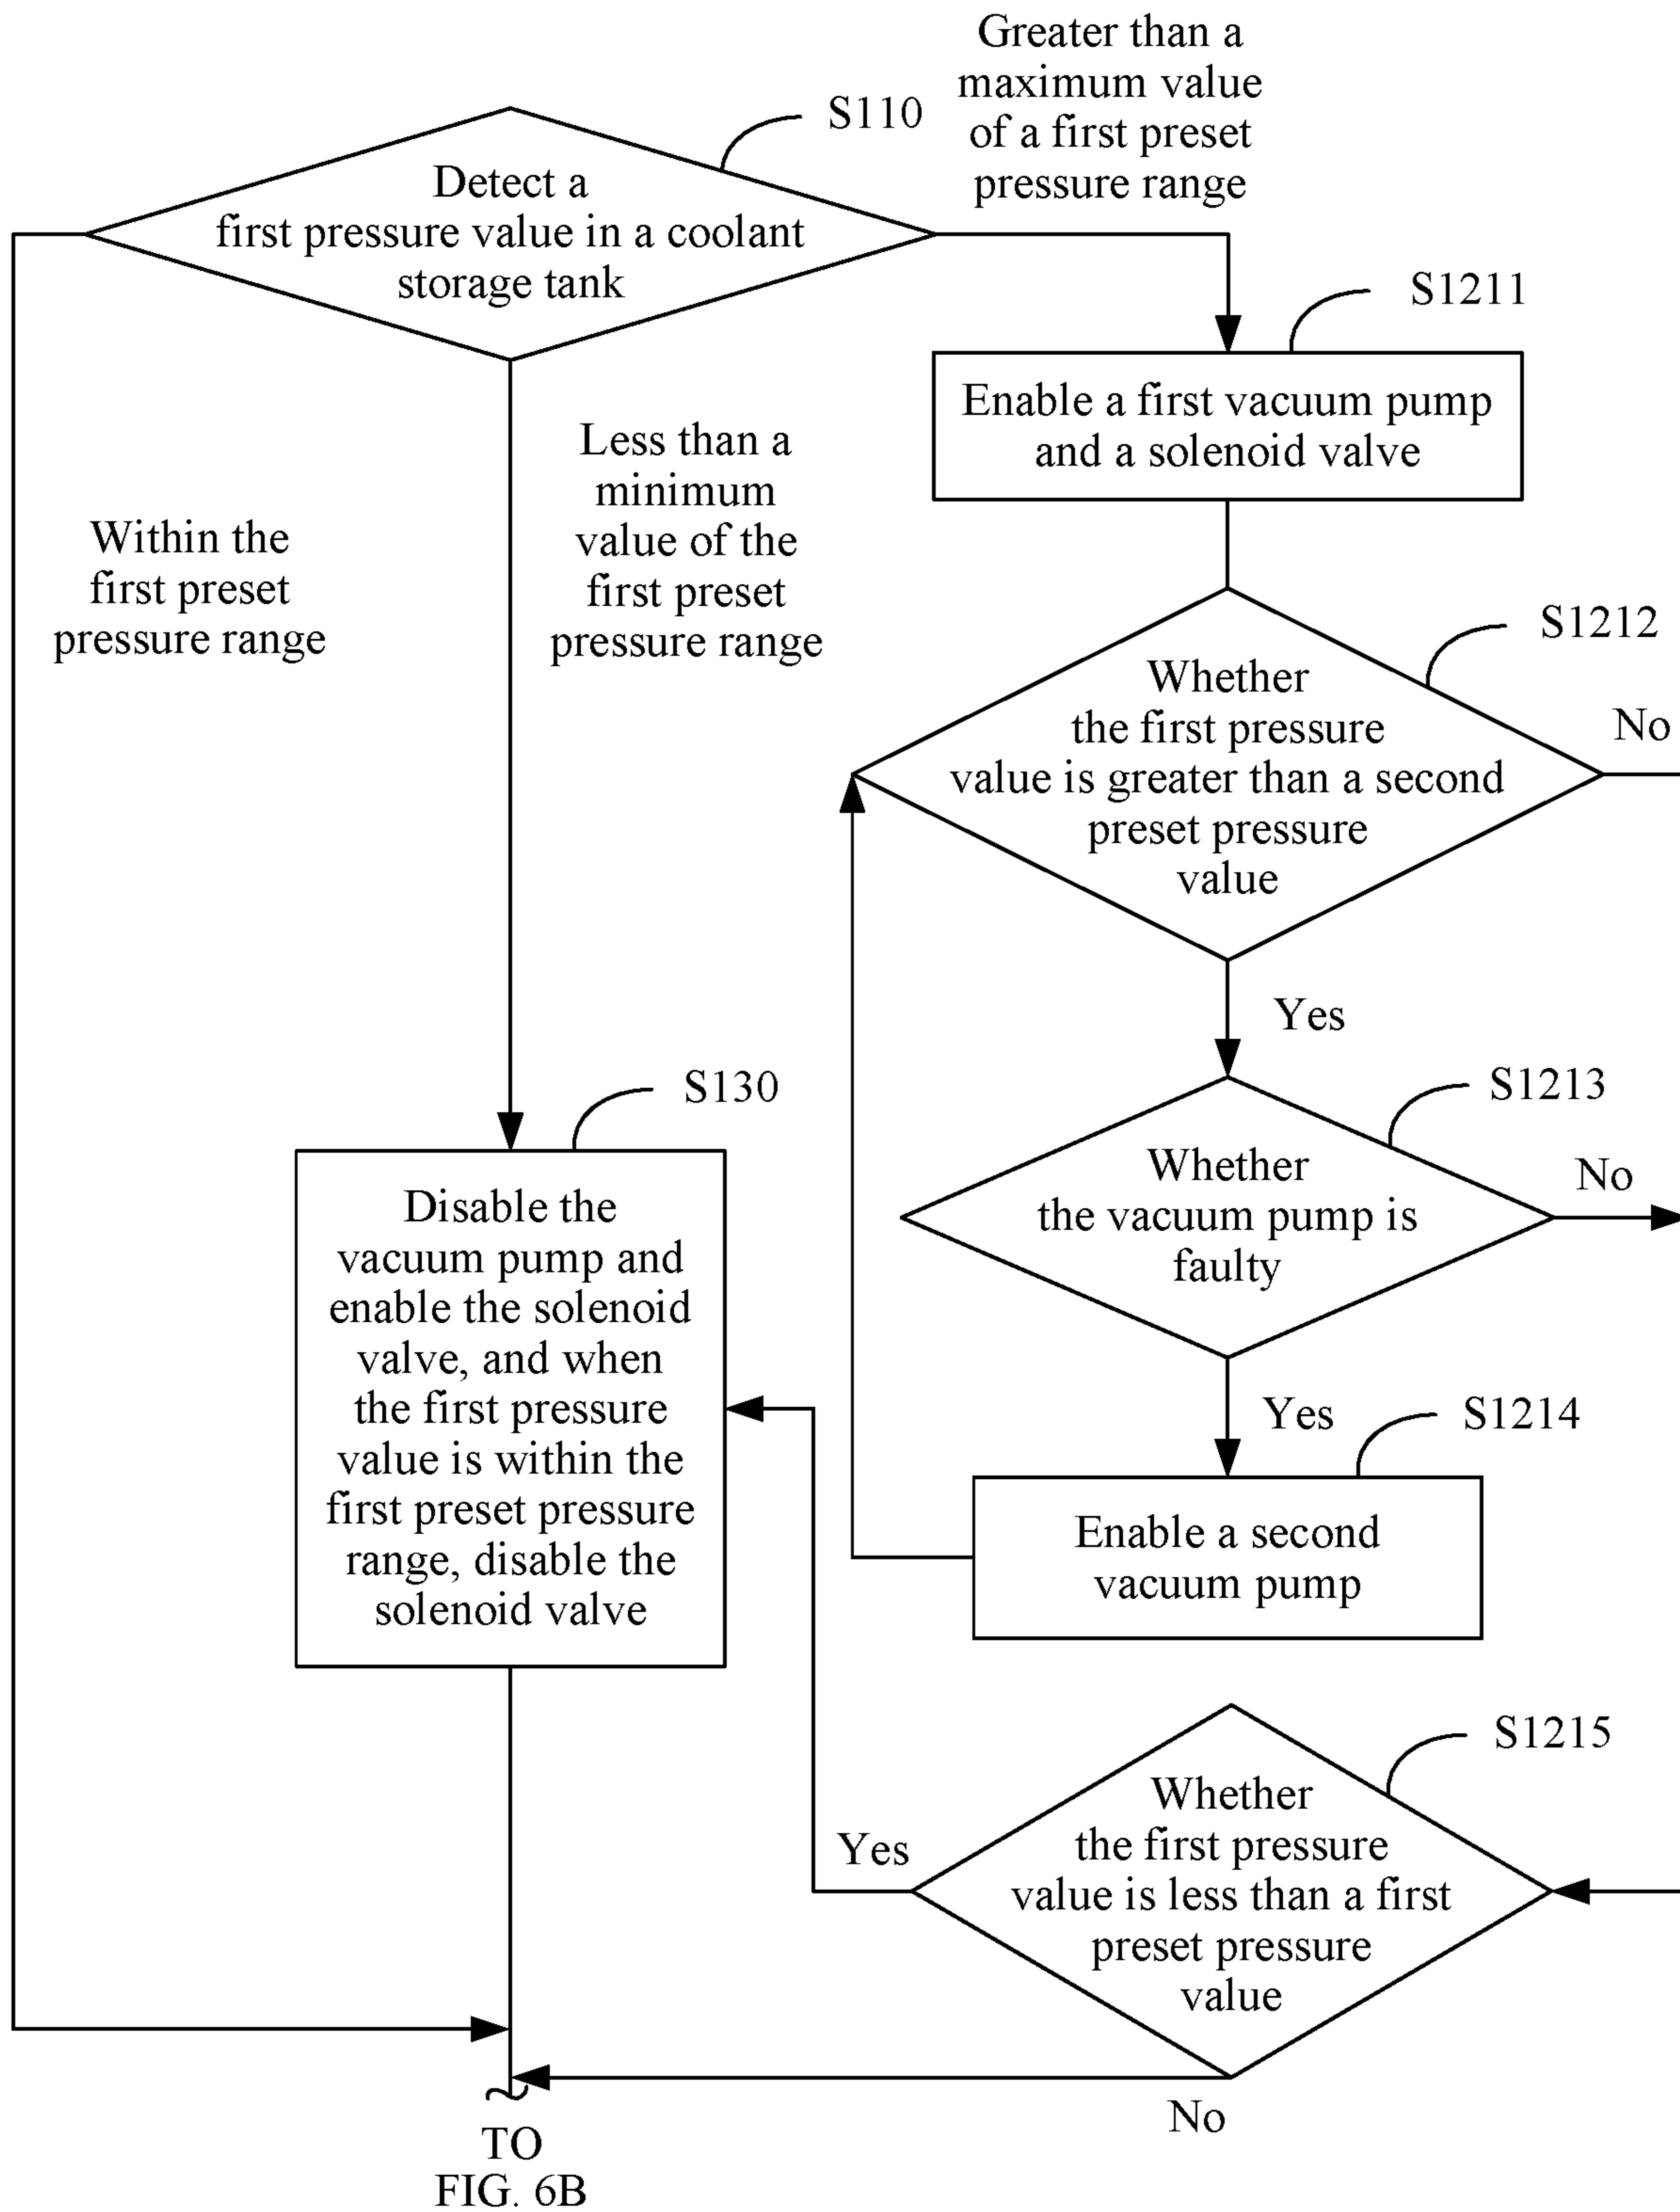 Greater than a
maximum value
of a first preset
pressure range
S110
Detect a
first pressure value in a coolant
storage tank
S1211
Enable a first vacuum pump
and a solenoid valve
Less than a
minimum
value of the
first preset
pressure range
Within the
first preset
pressure range
S1212
Whether
the first pressure
value is greater than a second
preset pressure
value
No
Yes
S130
S1213
Whether
the vacuum pump is
faulty
No
Disable the
vacuum pump and
enable the solenoid
valve, and when
the first pressure
value is within the
first preset pressure
range, disable the
solenoid valve
Yes
S1214
Enable a second
vacuum pump
S1215
Whether
the first pressure
value is less than a first
preset pressure
value
Yes
No
TO
FIG. 6B